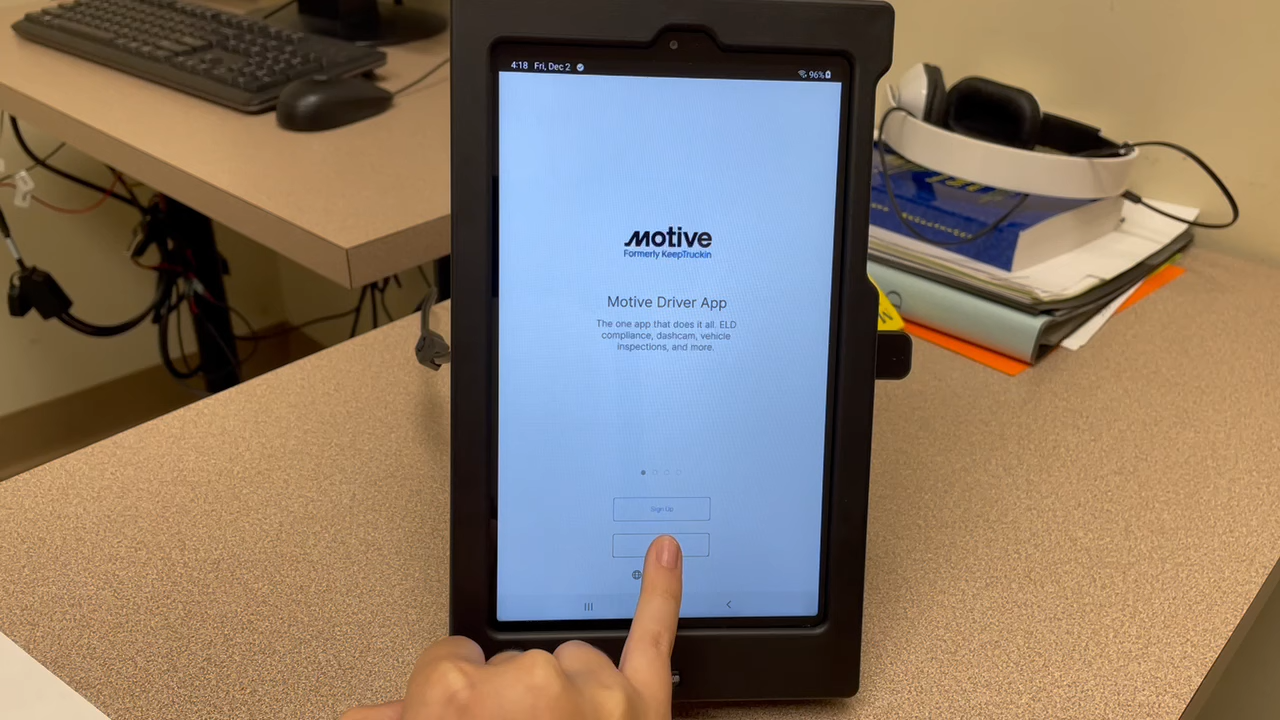 4:18 Fri, Dec 2
96%
motive
Formerly KeepTruckin
Motive Driver App
The one app that does it all. ELD
compliance, dashcam, vehicle
inspections, and more.
Sign Up